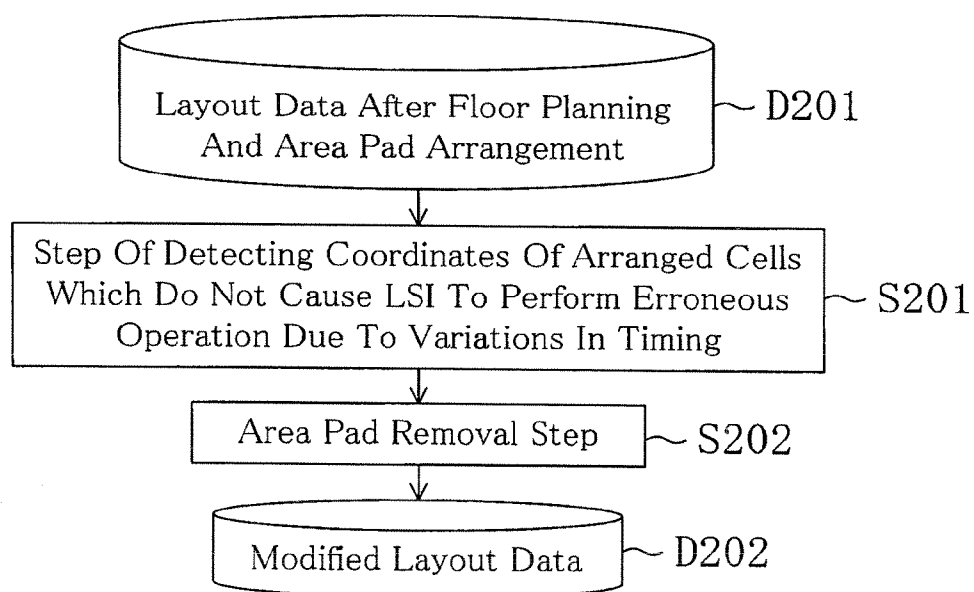 Layout Data After Floor Planning
And Area Pad Arrangement
D201
Step Of Detecting Coordinates Of Arranged Cells
Which Do Not Cause LSI To Perform Erroneous
Operation Due To Variations In Timing
S201
Area Pad Removal Step
S202
Modified Layout Data
D202